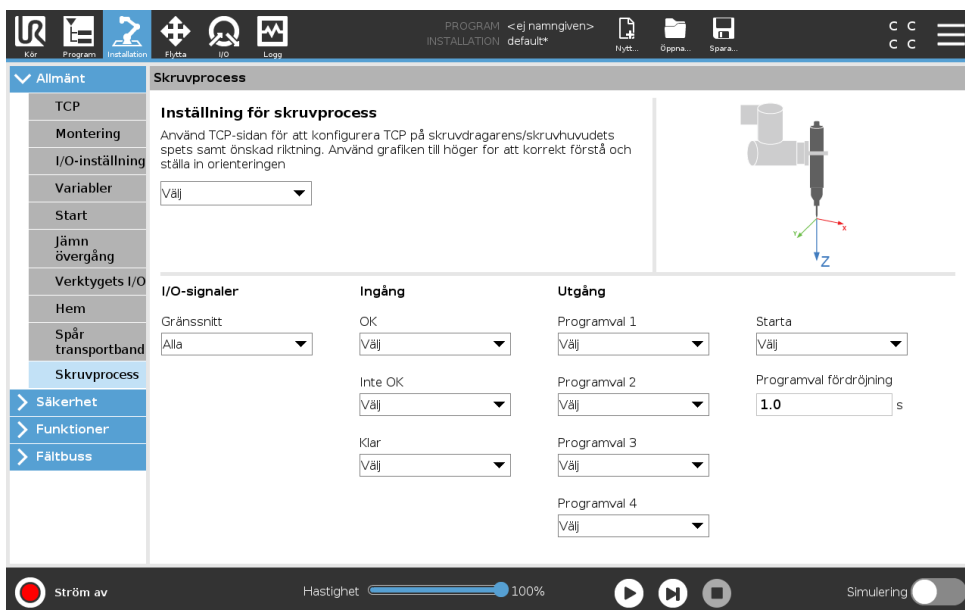 PROGRAM <ej namngiven>
INSTALLATION default*
Kör Program Installation Flytta I/O Logg Nytt... Öppna... Spara...
C C
C C
Allmänt
TCP
Montering
I/O-inställning
Variabler
Start
Jämn
övergång
Verktygets I/O
Hem
Spår
transportband
Skruvprocess
Säkerhet
Funktioner
Fältbuss
Skruvprocess
Inställning för skruvprocess
Använd TCP-sidan för att konfigurera TCP på skruvdragarens/skruvhuvudets
spets samt önskad riktning. Använd grafiken till höger for att korrekt förstå och
ställa in orienteringen
Välj
Y X
Z
I/O-signaler
Gränssnitt
Alla
Ingång
OK
Välj
Inte OK
Välj
Klar
Välj
Utgång
Programval 1
Välj
Programval 2
Välj
Programval 3
Välj
Programval 4
Välj
Starta
Välj
Programval fördröjning
1.0 s
Ström av
Hastighet 100%
Simulering